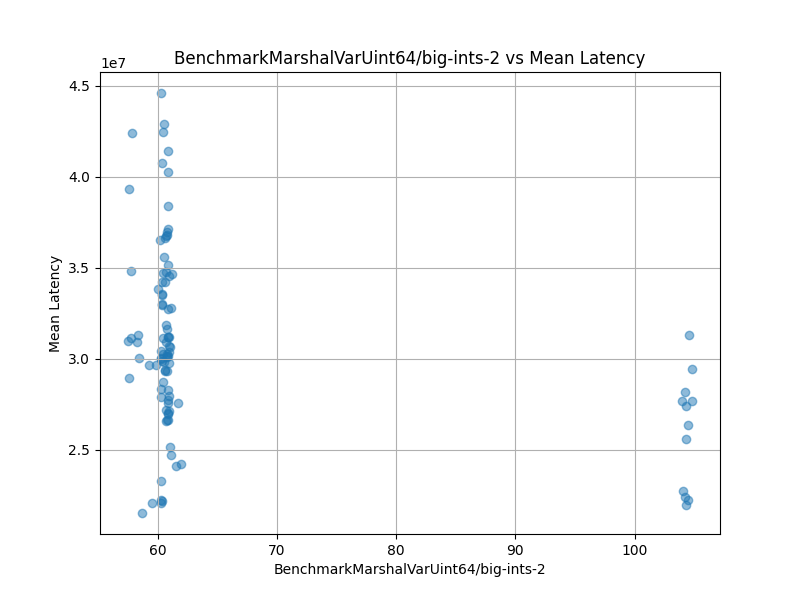 BenchmarkMarshalVarUint64/big-ints-2 vs Mean Latency
1e7
4.5
4.0
3.5
3.0
2.5
Mean Latency
60 70 80 90 100
BenchmarkMarshalVarUint64/big-ints-2